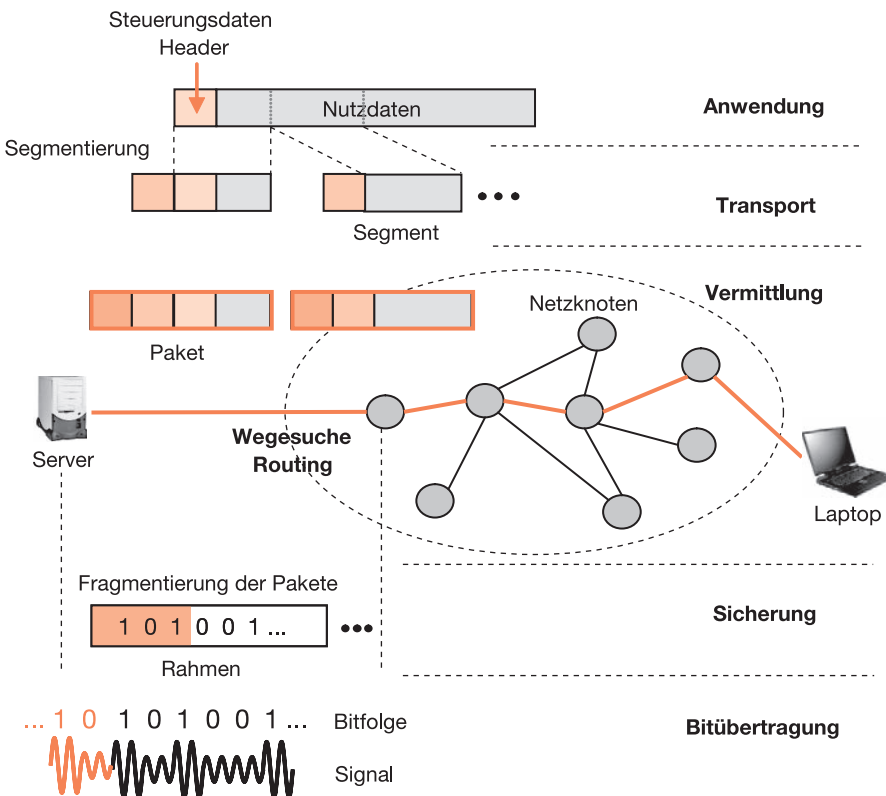 Steuerungsdaten
Header
Nutzdaten
Anwendung
Segmentierung
Segment
Transport
Vermittlung
Netzknoten
Paket
Wegesuche
Routing
Server
Laptop
Fragmentierung der Pakete
1 0 1 0 0 1 ...
Rahmen
Sicherung
... 1 0 1 0 1 0 0 1 ...
Bitfolge
Bitübertragung
Signal